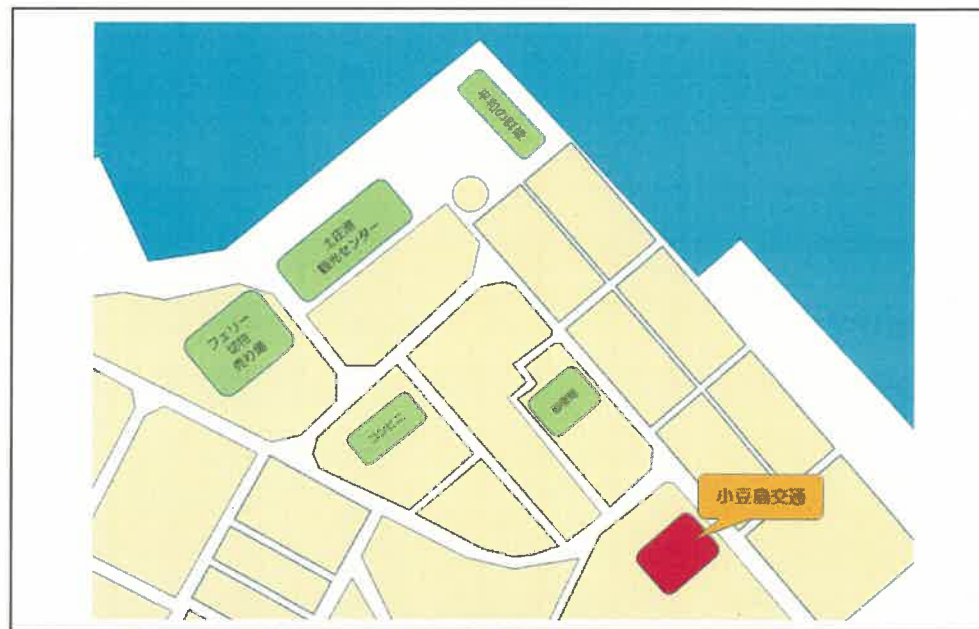 平和の群像
土庄港
観光センター
フェリー
切符
売り場
コンビニ
小豆島交通